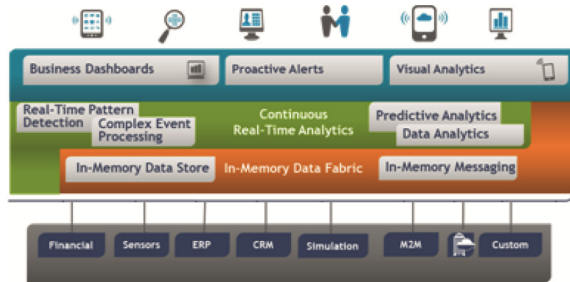 Business Dashboards
Proactive Alerts
Visual Analytics
Real-Time Pattern
Detection
Complex Event
Processing
Continuous
Real-Time Analytics
Predictive Analytics
Data Analytics
In-Memory Data Store
In-Memory Data Fabric
In-Memory Messaging
Financial
Sensors
ERP
CRM
Simulation
M2M
Custom